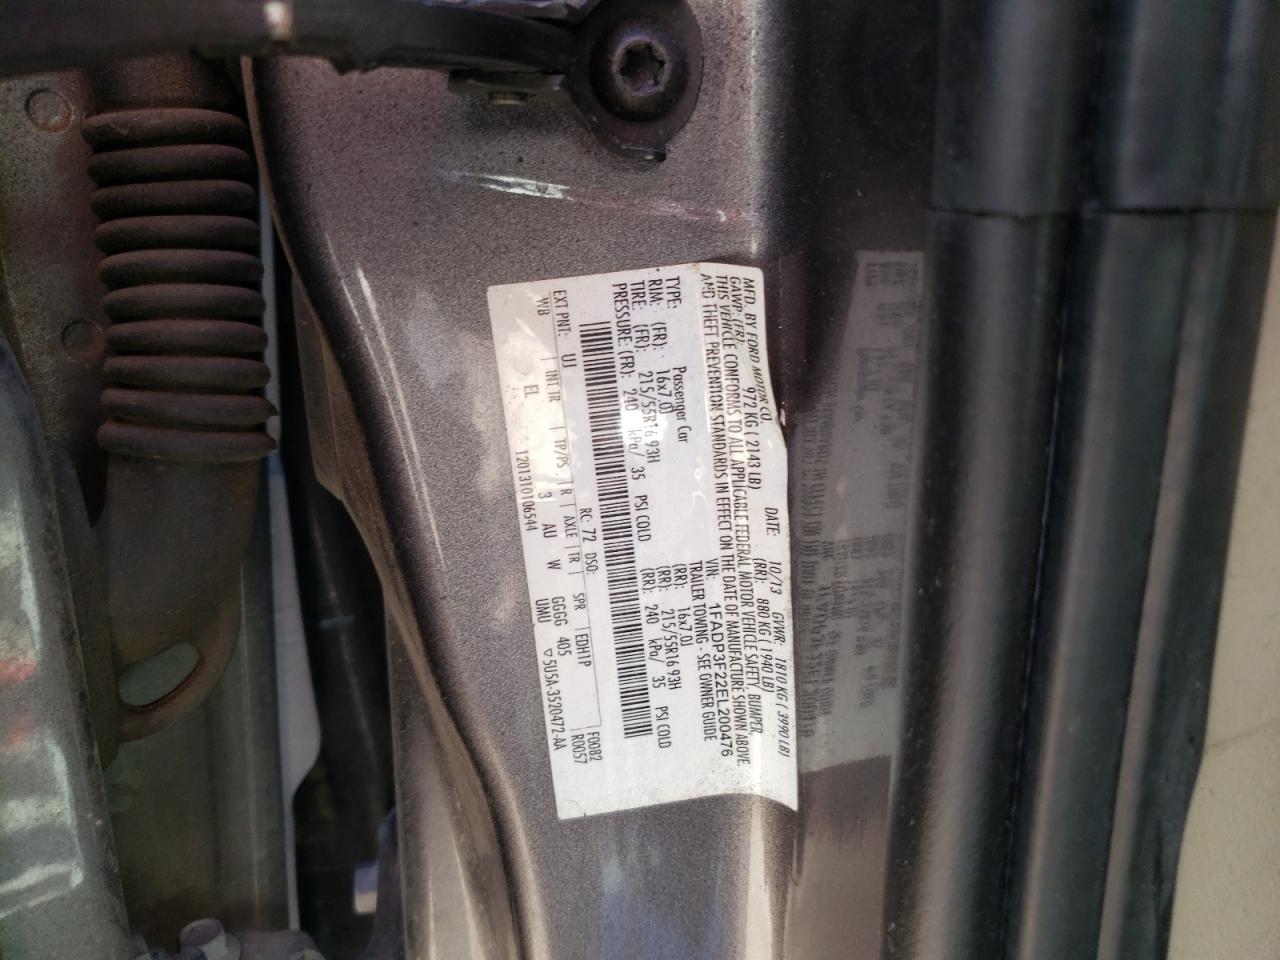 MFD. BY FORD MOTOR CO.
DATE: 10/13 GVWR: 1810 KG ( 3990 LB)
GAWR (FR): 972 KG ( 2143 LB) (RR): 880 KG ( 1940 LB)
THIS VEHICLE CONFORMS TO ALL APPLICABLE FEDERAL MOTOR VEHICLE SAFETY, BUMPER,
AND THEFT PREVENTION STANDARDS IN EFFECT ON THE DATE OF MANUFACTURE SHOWN ABOVE.
VIN: 1FADP3F22EL200476
TYPE: Passenger Car TRAILER TOWING - SEE OWNER GUIDE
RIM: (FR): 16x7.0J (RR): 16x7.0J
TIRE: (FR): 215/55R16 93H (RR): 215/55R16 93H
PRESSURE: (FR): 240 kPa/ 35 PSI COLD (RR): 240 kPa/ 35 PSI COLD
RC: 72 DSO: F0082
EXT PNT: UJ EDH1P R0057
WB INT TR TP/PS R AXLE TR SPR
EL 3 AU W GGGG 405
1201310106544 UMU ▽5U5A-3520472-AA